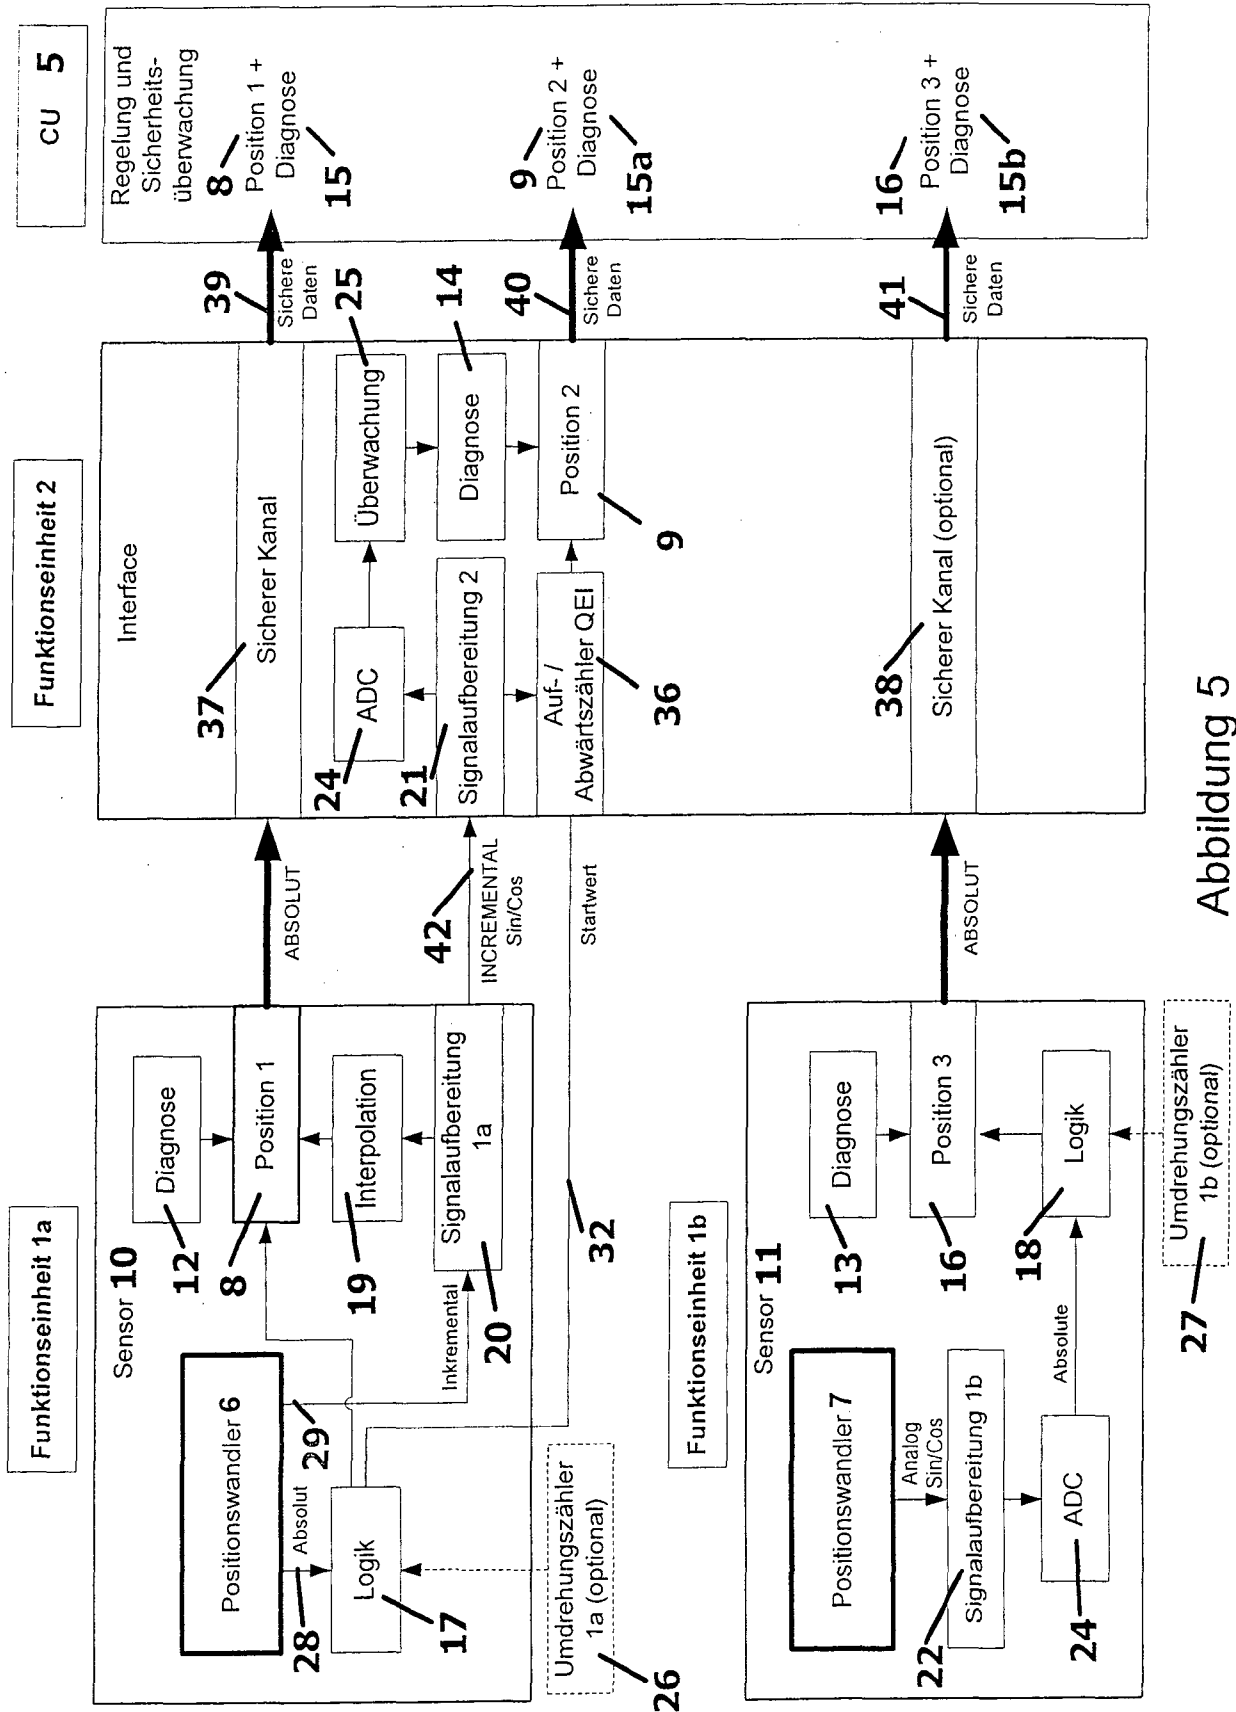 Funktionseinheit 1a
Funktionseinheit 2
CU 5
Sensor 10
Positionswandler 6
28
Absolut
29
Inkremental
Logik
17
Umdrehungszähler
1a (optional)
26
Diagnose
12
Position 1
8
Interpolation
19
Signalaufbereitung
1a
20
32
ABSOLUT
42
INCREMENTAL
Sin/Cos
Startwert
Interface
37
Sicherer Kanal
24
ADC
Überwachung
25
21
Signalaufbereitung 2
Diagnose
14
Auf- /
Abwärtszähler QEI
36
Position 2
9
38
Sicherer Kanal (optional)
39
Sichere
Daten
40
Sichere
Daten
41
Sichere
Daten
Regelung und
Sicherheits-
überwachung
8
Position 1 +
Diagnose
15
9
Position 2 +
Diagnose
15a
16
Position 3 +
Diagnose
15b
Funktionseinheit 1b
Sensor 11
Positionswandler 7
Analog
Sin/Cos
22
Signalaufbereitung 1b
24
ADC
Absolute
Diagnose
13
Position 3
16
Logik
18
Umdrehungszähler
1b (optional)
27
ABSOLUT
Abbildung 5